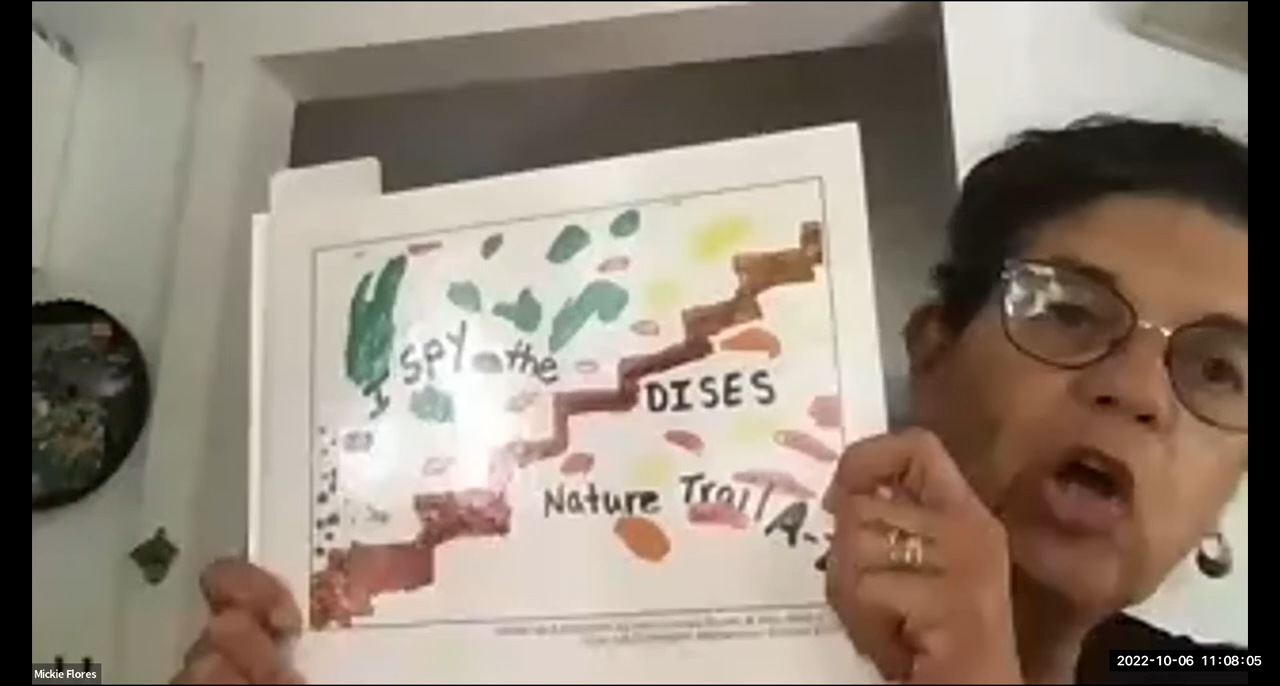 I SPY the
DISES
Nature Trail
Mickie Flores
2022-10-06 11:08:05